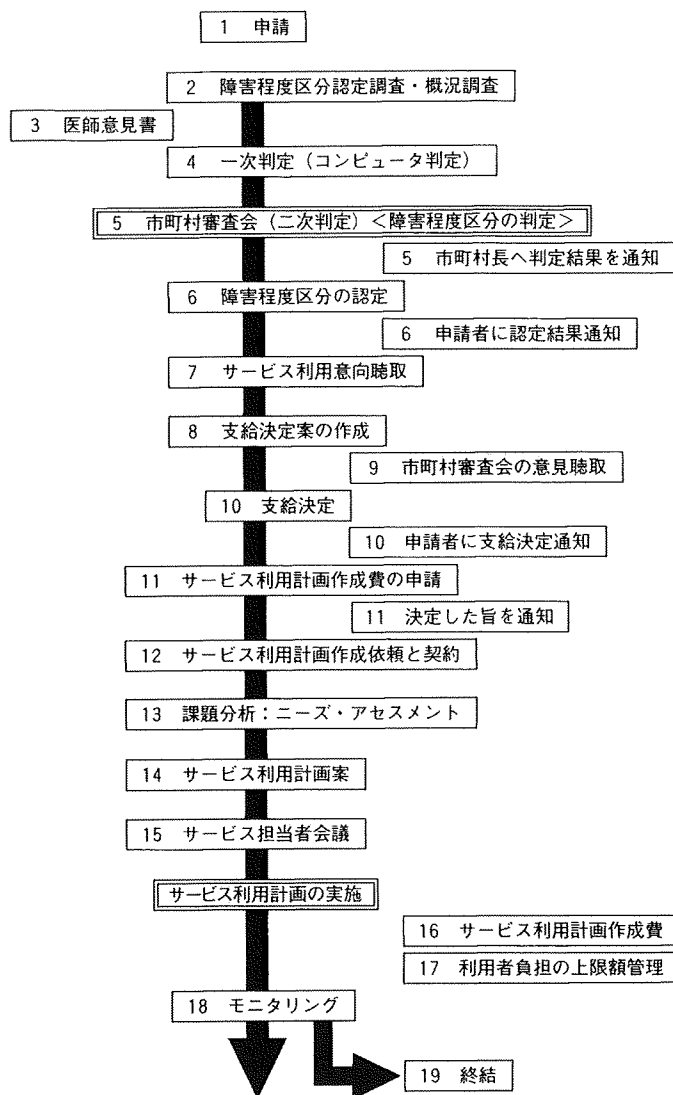 1 申請
2 障害程度区分認定調査・概況調査
3 医師意見書
4 一次判定（コンピュータ判定）
5 市町村審査会（二次判定）＜障害程度区分の判定＞
5 市町村長へ判定結果を通知
6 障害程度区分の認定
6 申請者に認定結果通知
7 サービス利用意向聴取
8 支給決定案の作成
9 市町村審査会の意見聴取
10 支給決定
10 申請者に支給決定通知
11 サービス利用計画作成費の申請
11 決定した旨を通知
12 サービス利用計画作成依頼と契約
13 課題分析：ニーズ・アセスメント
14 サービス利用計画案
15 サービス担当者会議
サービス利用計画の実施
16 サービス利用計画作成費
17 利用者負担の上限額管理
18 モニタリング
19 終結